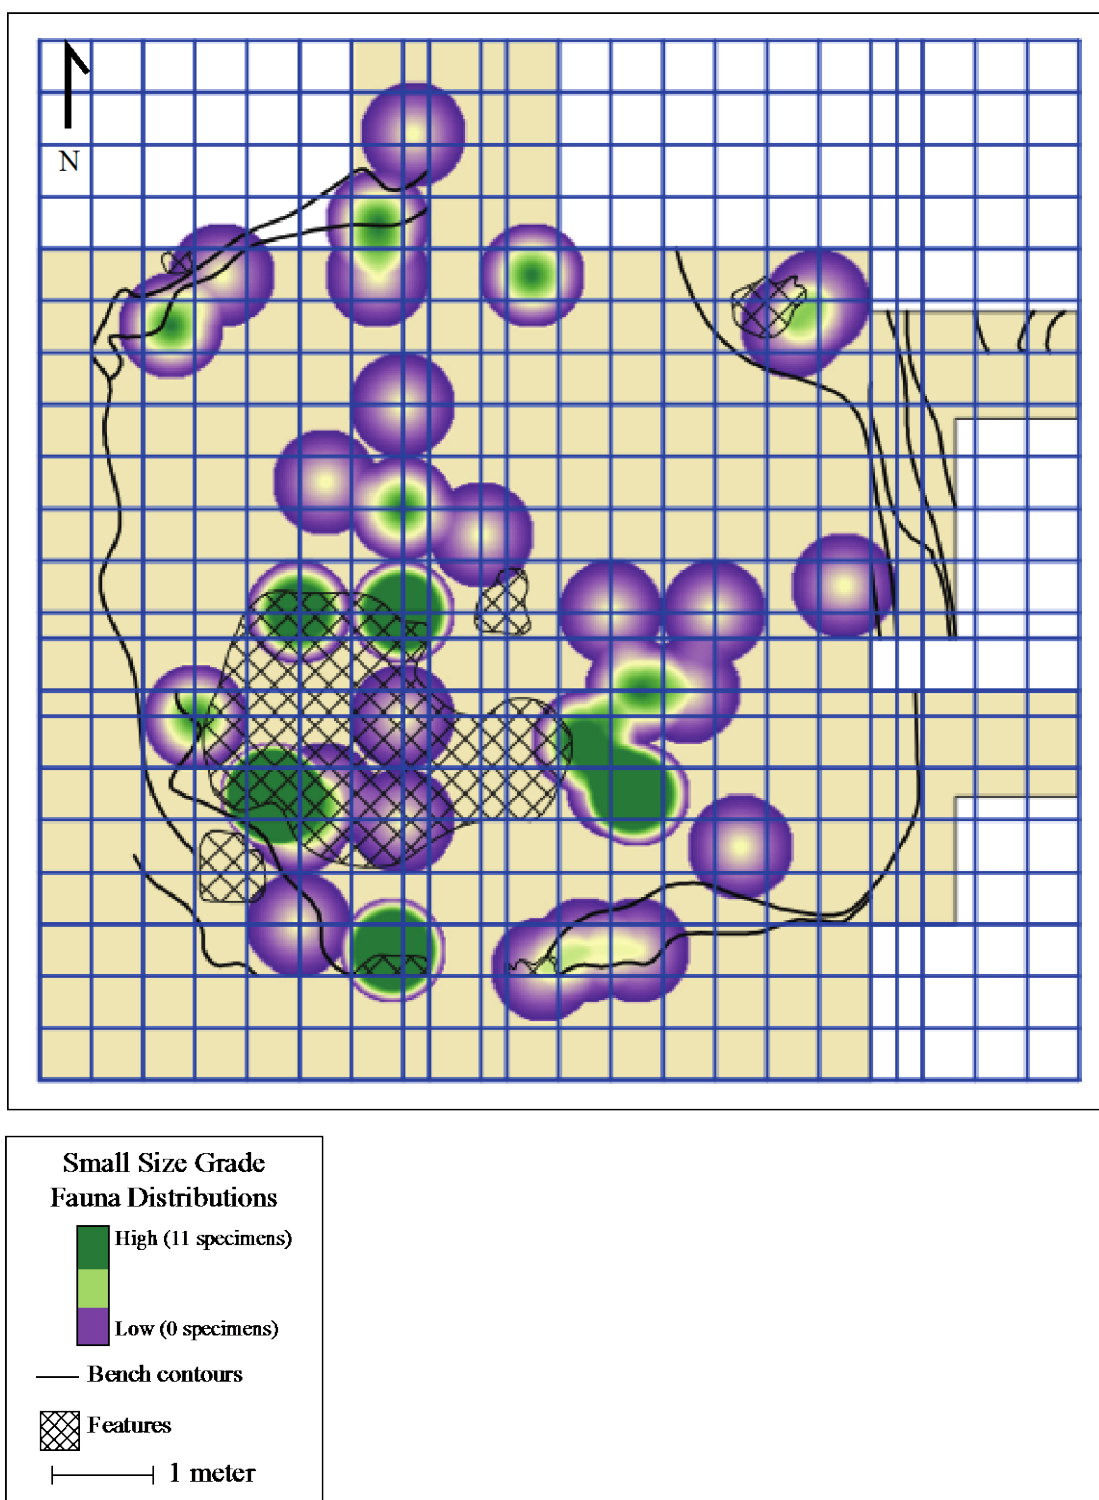 N
Small Size Grade
Fauna Distributions
High (11 specimens)
Low (0 specimens)
Bench contours
Features
1 meter